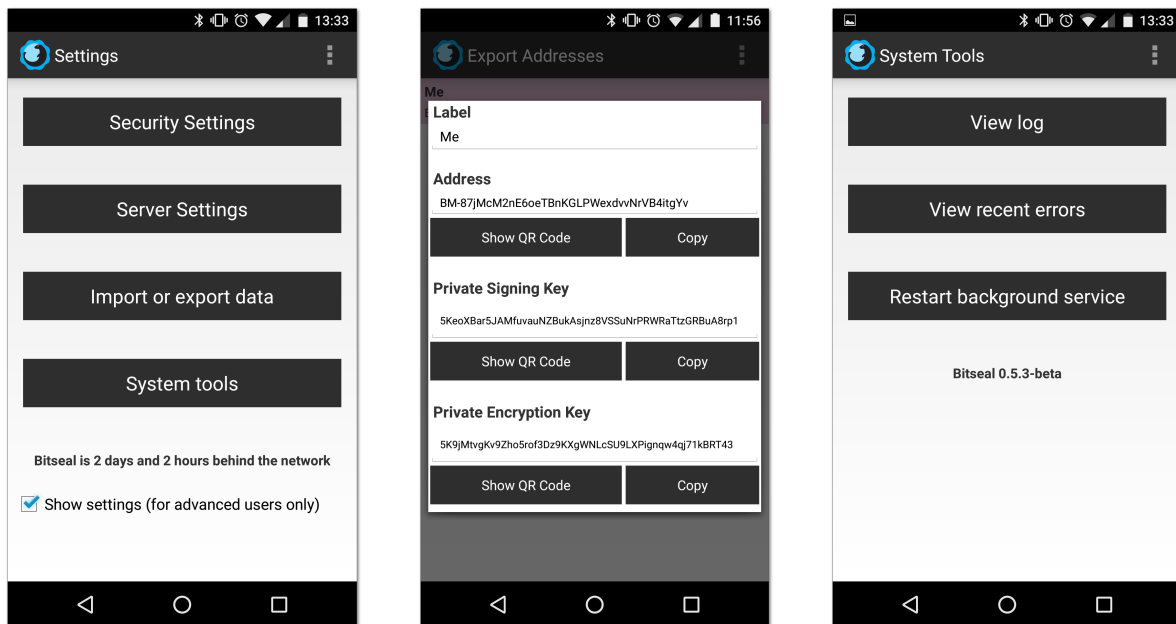 13:33
Settings
Security Settings
Server Settings
Import or export data
System tools
Bitseal is 2 days and 2 hours behind the network
Show settings (for advanced users only)
11:56
Export Addresses
Me
Label
Me
Address
BM-87jMcM2nE6oeTBnKGLPWexdvvNrVB4itgYv
Show QR Code
Copy
Private Signing Key
5KeoXBar5JAMfuvauNZBukAsjnz8VSSuNrPRWRaTtzGRBuA8rp1
Show QR Code
Copy
Private Encryption Key
5K9jMtvgKv9Zho5rof3Dz9KXgWNLcSU9LXPignqw4qj71kBRT43
Show QR Code
Copy
13:33
System Tools
View log
View recent errors
Restart background service
Bitseal 0.5.3-beta